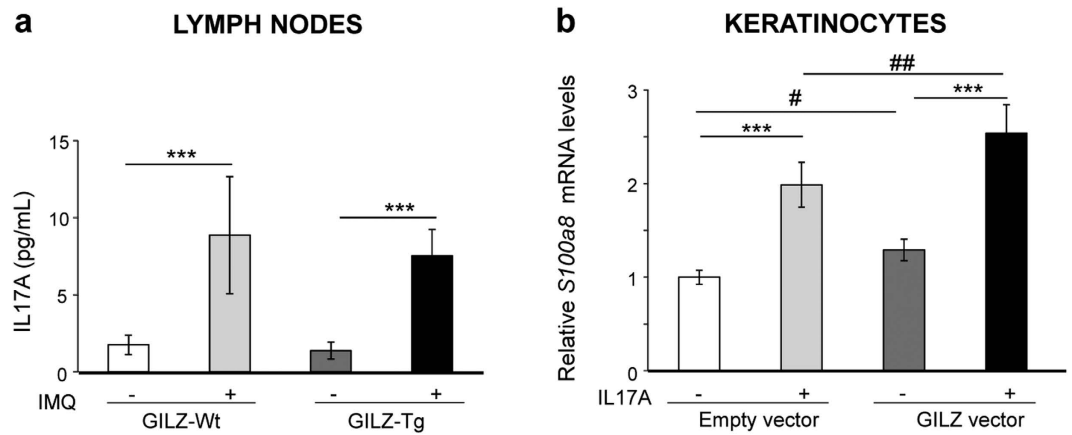 a LYMPH NODES
IL17A (pg/mL)
15
10
5
0
***
***
IMQ - + - +
GILZ-Wt GILZ-Tg
b KERATINOCYTES
Relative S100a8 mRNA levels
3
2
1
0
##
#
***
***
IL17A - + - +
Empty vector GILZ vector